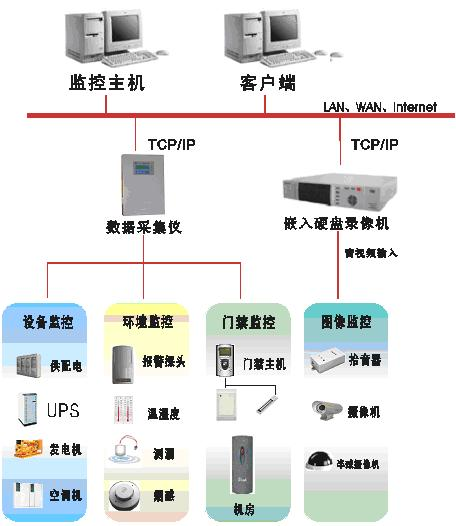 监控主机
客户端
LAN、WAN、Internet
TCP/IP
TCP/IP
数据采集仪
嵌入硬盘录像机
音视频输入
设备监控
供配电
UPS
发电机
空调机
环境监控
报警探头
温湿度
测漏
烟感
门禁监控
门禁主机
机房
图像监控
拾音器
摄像机
半球摄像机